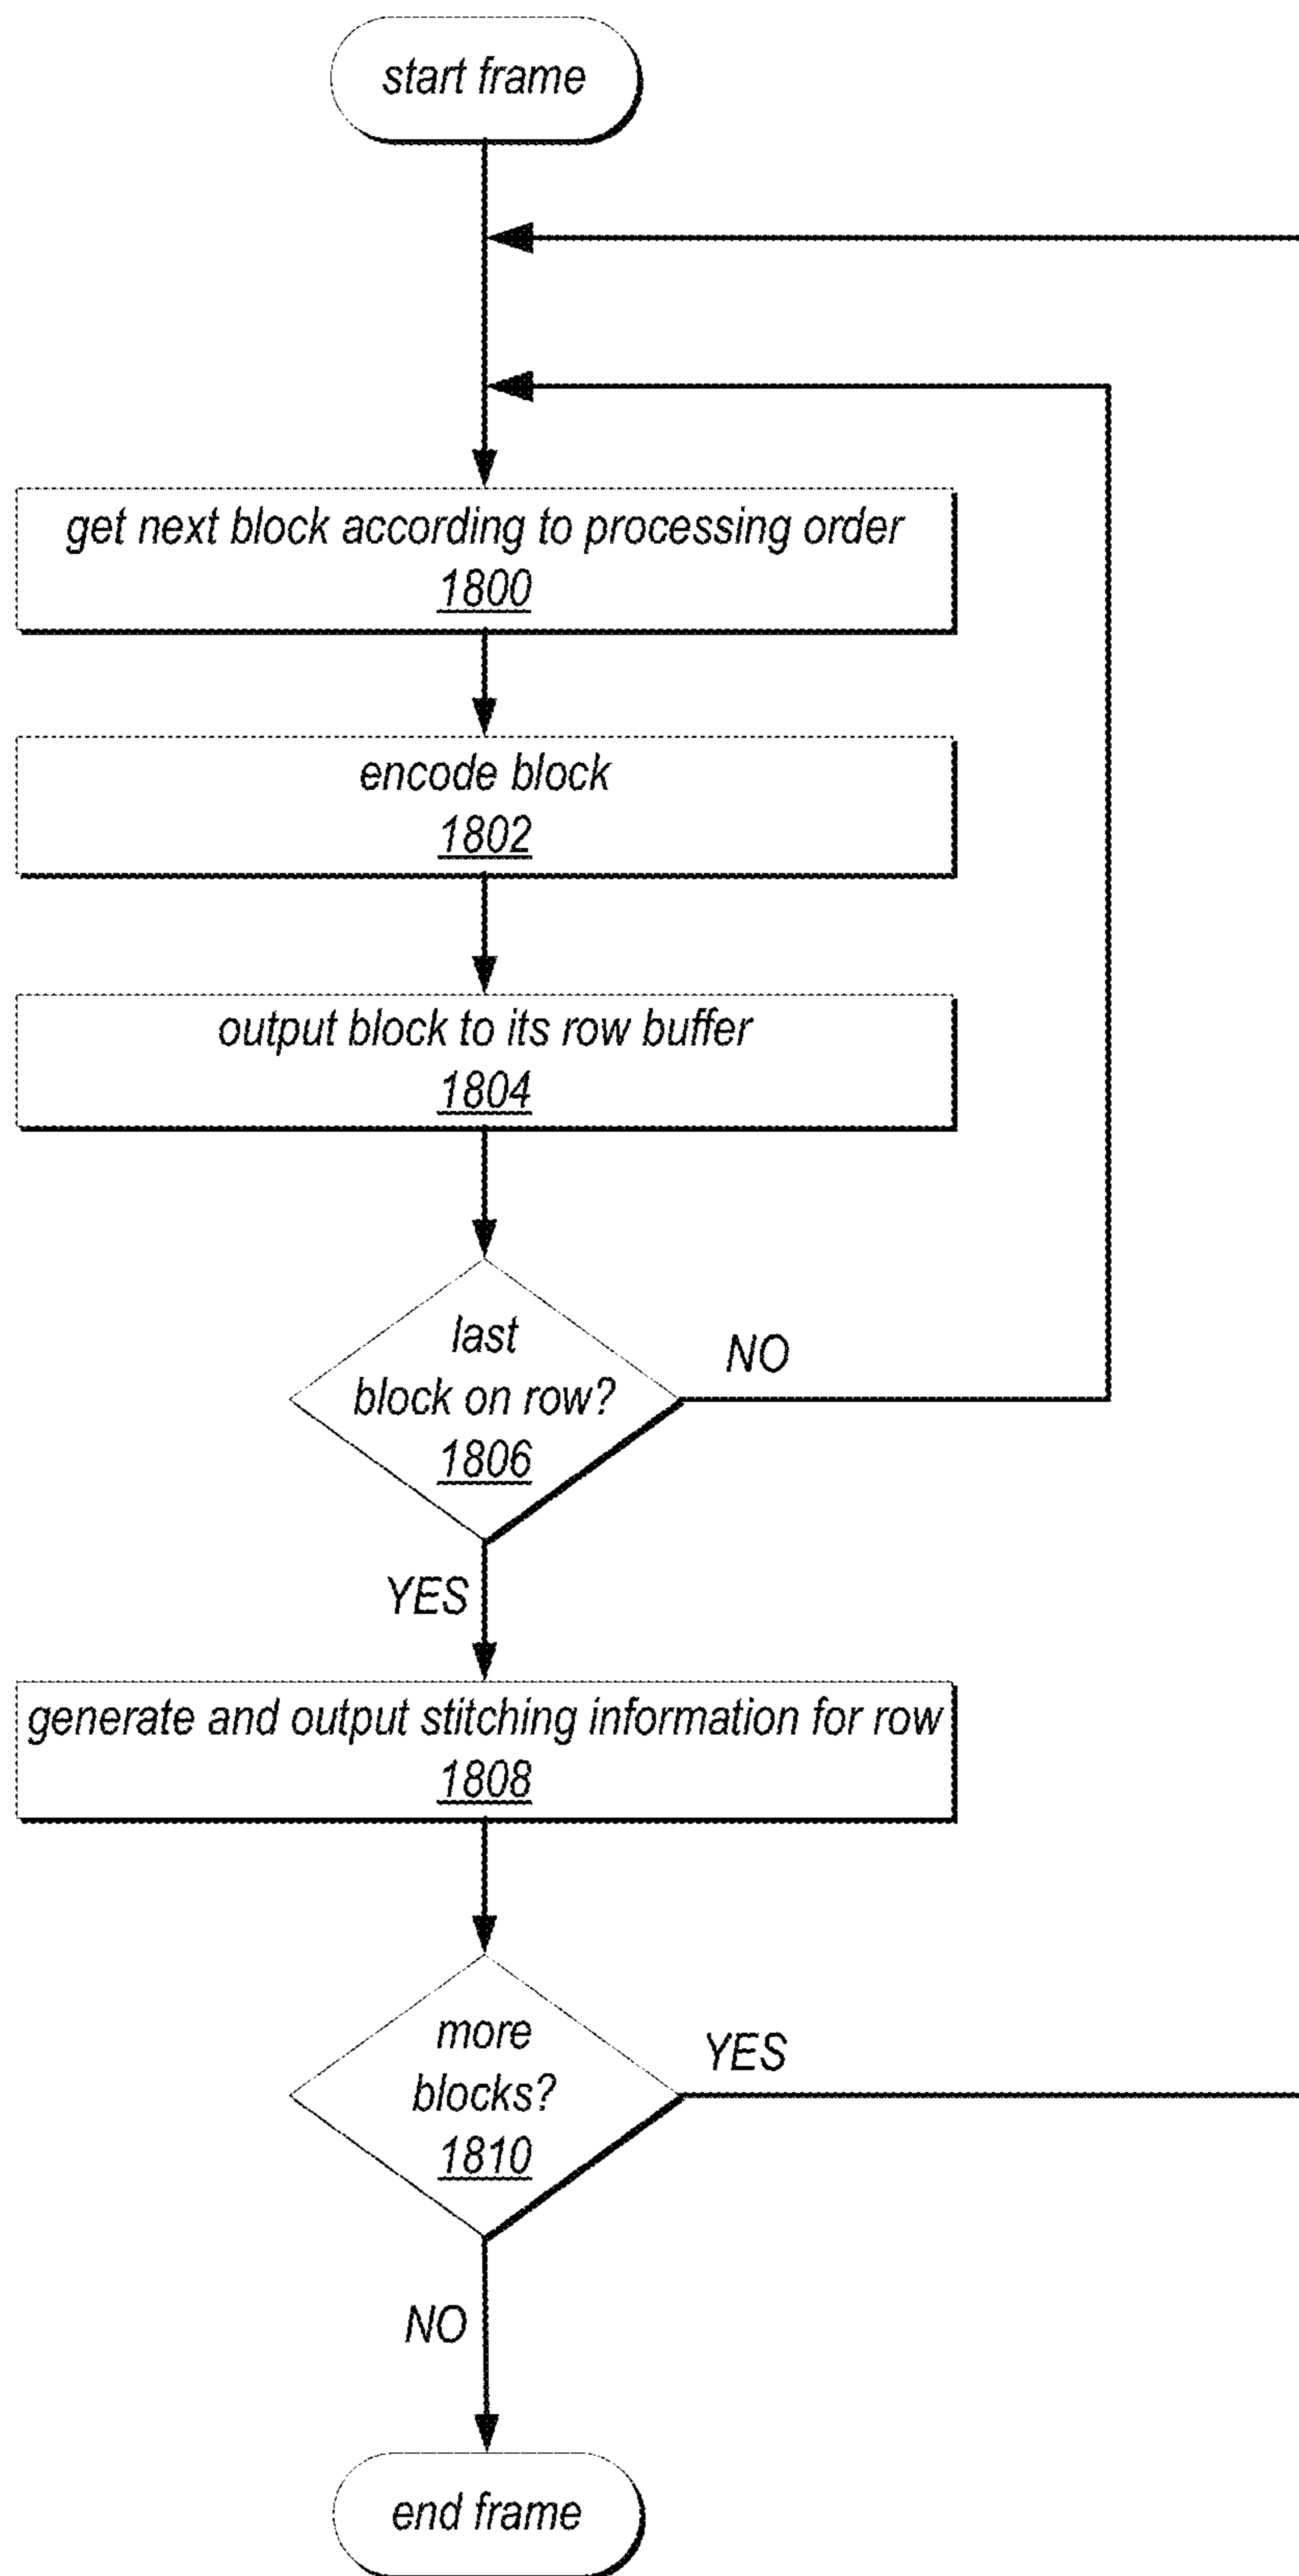 start frame
get next block according to processing order
1800
encode block
1802
output block to its row buffer
1804
last
block on row?
1806
NO
YES
generate and output stitching information for row
1808
more
blocks?
1810
YES
NO
end frame